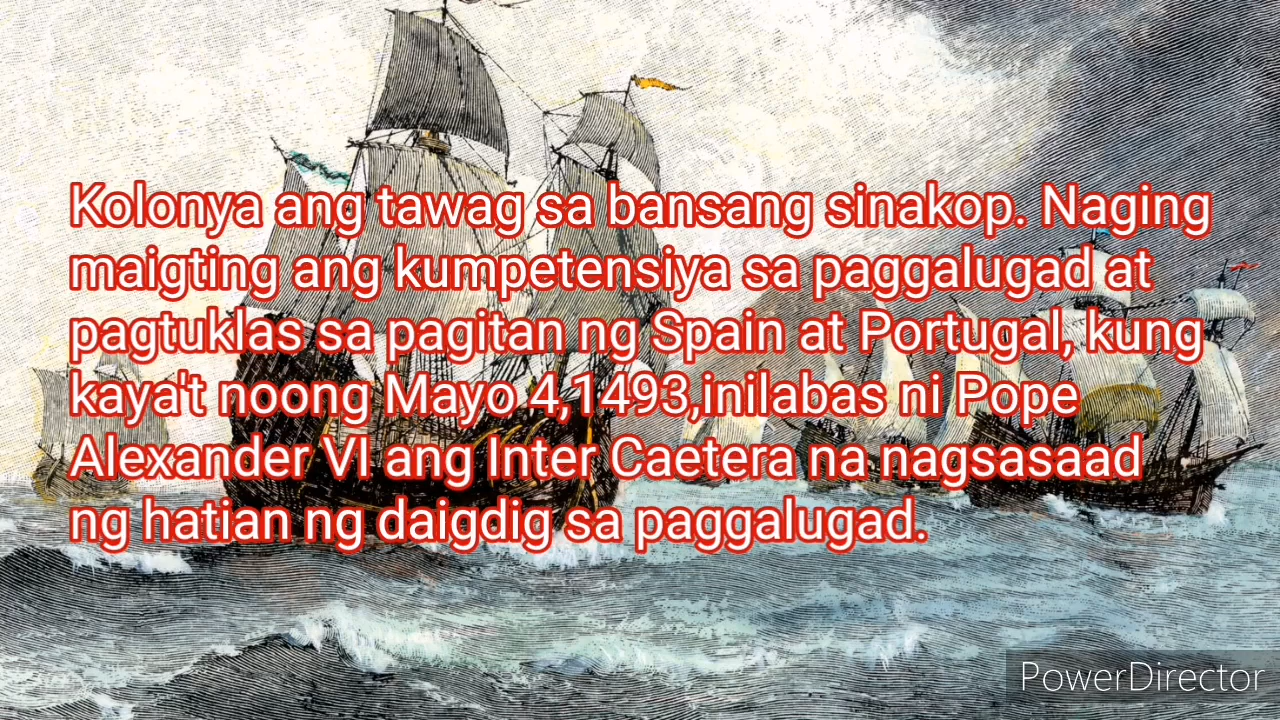 Kolonya ang tawag sa bansang sinakop. Naging
maigting ang kumpetensiya sa paggalugad at
pagtuklas sa pagitan ng Spain at Portugal, kung
kaya't noong Mayo 4,1493,inilabas ni Pope
Alexander VI ang Inter Caetera na nagsasaad
ng hatian ng daigdig sa paggalugad.
PowerDirector